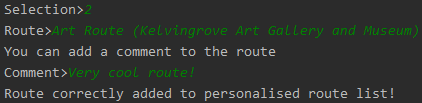 Selection>2
Route>Art Route (Kelvingrove Art Gallery and Museum)
You can add a comment to the route
Comment>Very cool route!
Route correctly added to personalised route list!